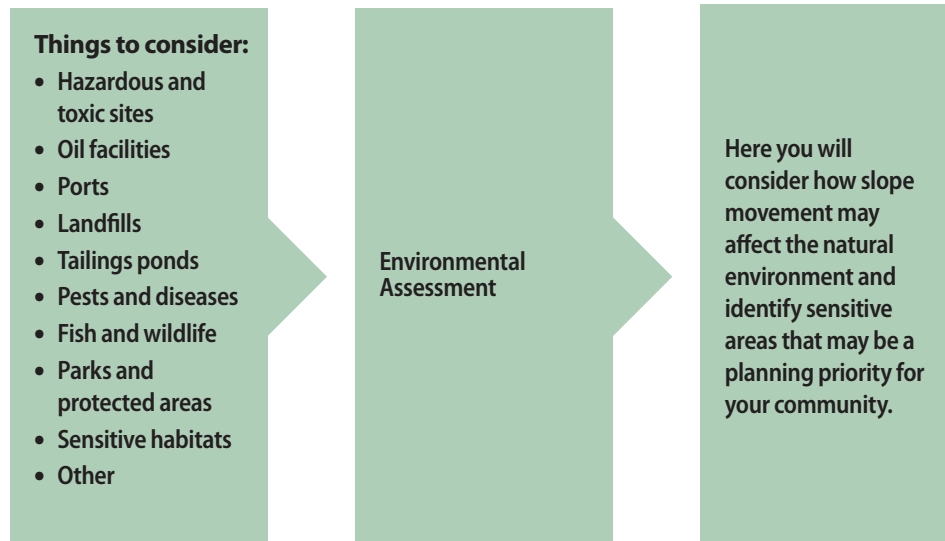 Things to consider:
• Hazardous and
toxic sites
• Oil facilities
• Ports
• Landfills
• Tailings ponds
• Pests and diseases
• Fish and wildlife
• Parks and
protected areas
• Sensitive habitats
• Other
Environmental
Assessment
Here you will
consider how slope
movement may
affect the natural
environment and
identify sensitive
areas that may be a
planning priority for
your community.